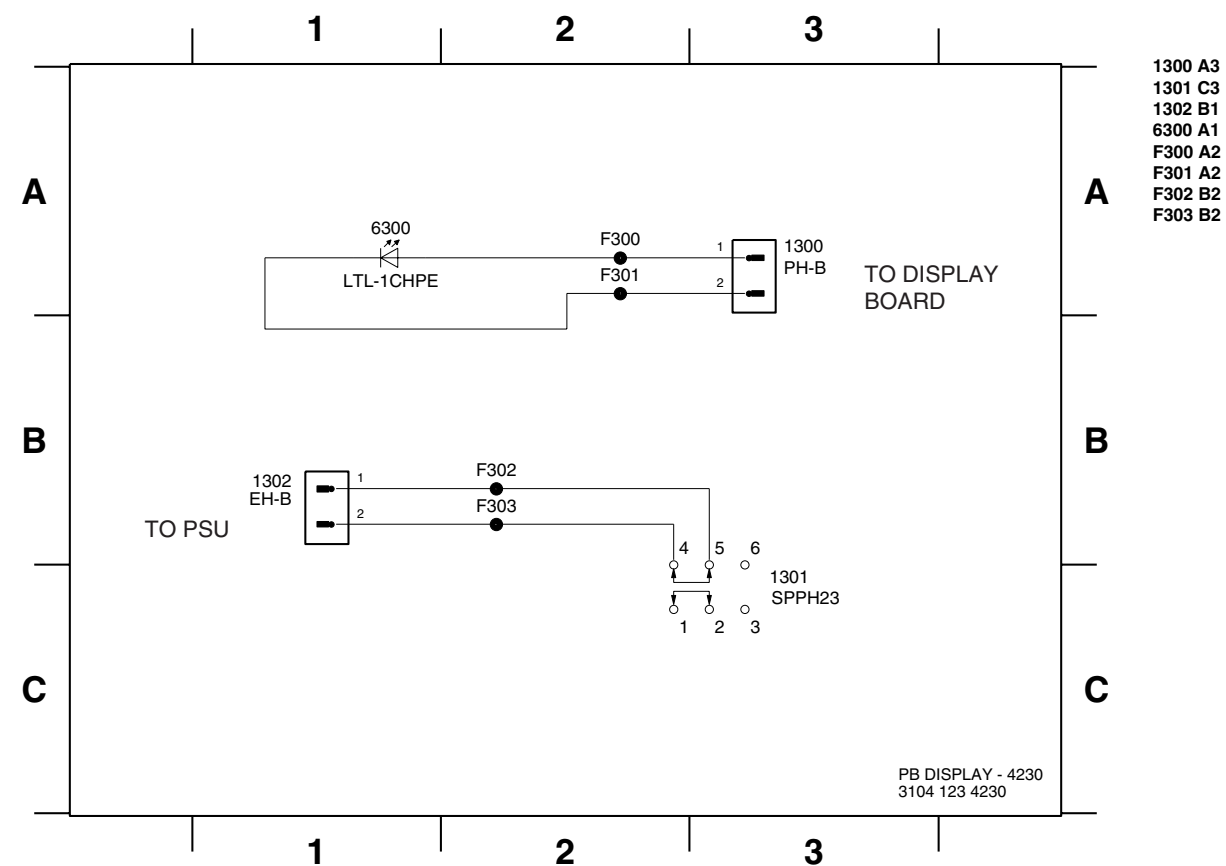 1 2 3
1300 A3
1301 C3
1302 B1
6300 A1
F300 A2
F301 A2
F302 B2
F303 B2
A A
6300
LTL-1CHPE
F300
F301
1
2
1300
PH-B
TO DISPLAY
BOARD
B B
1302
EH-B
1
2
F302
F303
TO PSU
4 5 6
1301
SPPH23
1 2 3
C C
PB DISPLAY - 4230
3104 123 4230
1 2 3